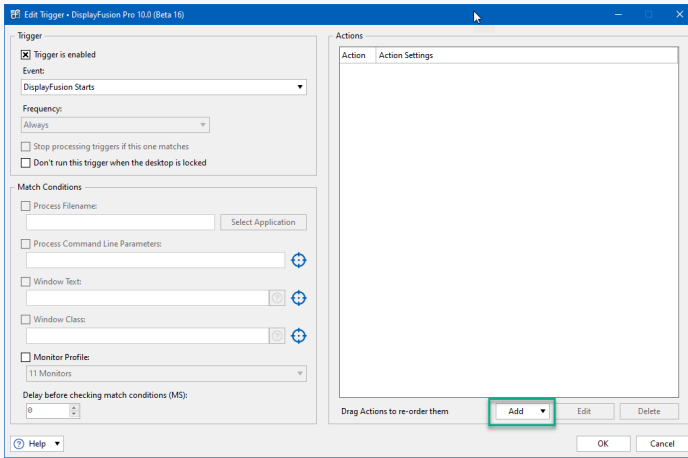 Edit Trigger • DisplayFusion Pro 10.0 (Beta 16)
Trigger
Trigger is enabled
Event:
DisplayFusion Starts
Frequency:
Always
Stop processing triggers if this one matches
Don't run this trigger when the desktop is locked
Match Conditions
Process Filename:
Select Application
Process Command Line Parameters:
Window Text:
Window Class:
Monitor Profile:
11 Monitors
Delay before checking match conditions (MS):
0
Help
Actions
Action Action Settings
Drag Actions to re-order them Add Edit Delete
OK Cancel